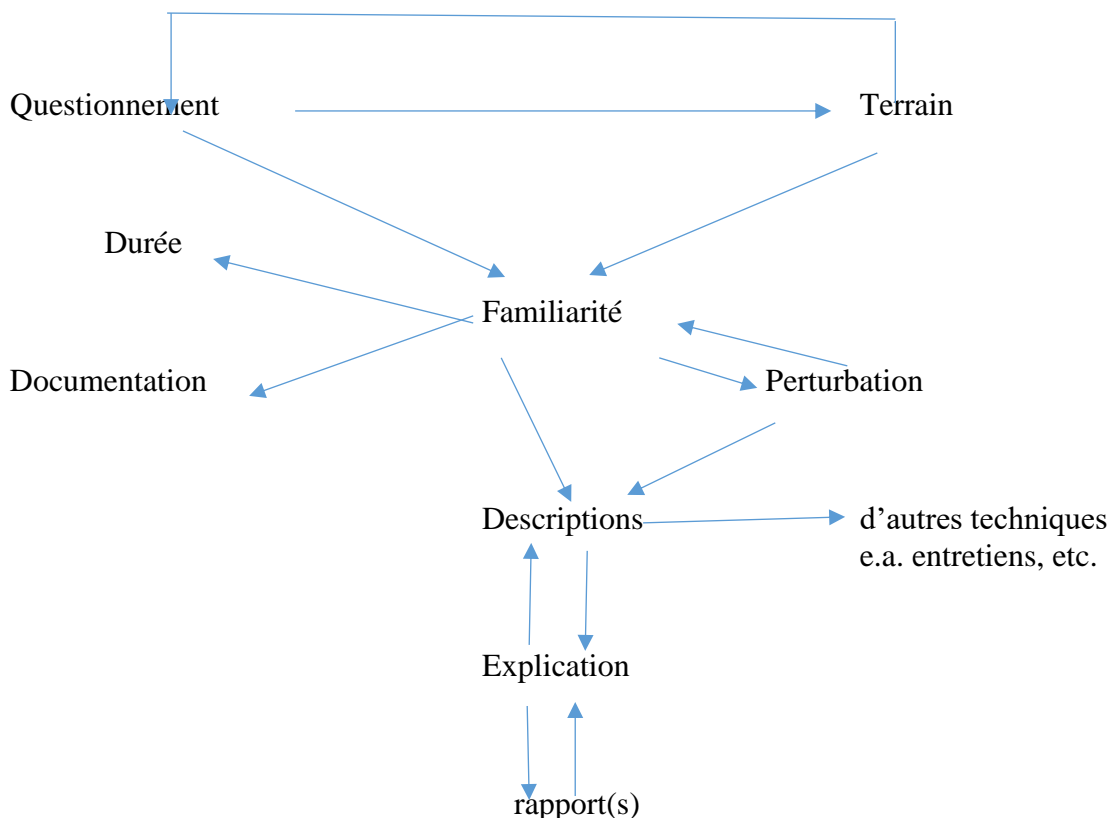 Questionnement
Terrain
Durée
Familiarité
Documentation
Perturbation
Descriptions
d’autres techniques
e.a. entretiens, etc.
Explication
rapport(s)